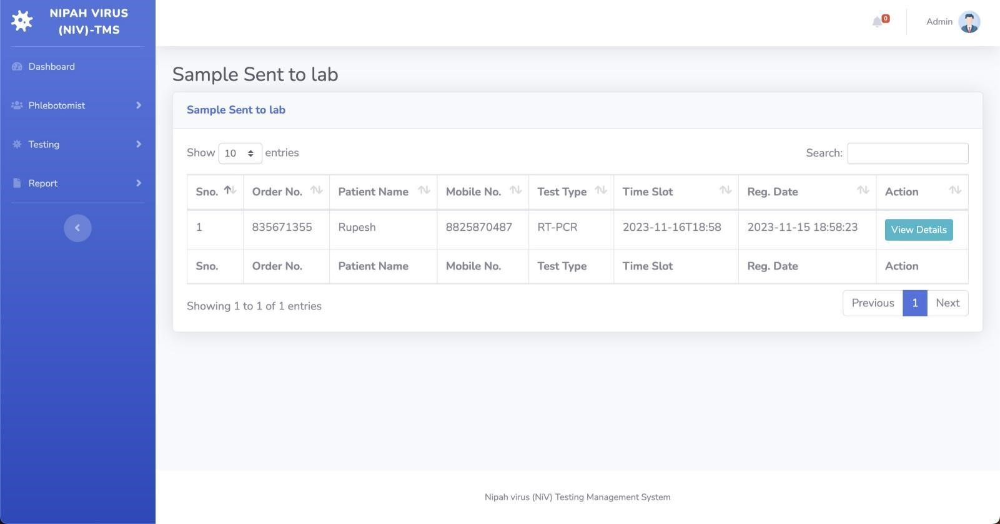 NIPAH VIRUS
(NIV)-TMS
0
Admin
Dashboard
Phlebotomist
Testing
Report
Sample Sent to lab
Sample Sent to lab
Show 10 entries
Search:
Sno. Order No. Patient Name Mobile No. Test Type Time Slot Reg. Date Action
1 835671355 Rupesh 8825870487 RT-PCR 2023-11-16T18:58 2023-11-15 18:58:23 View Details
Sno. Order No. Patient Name Mobile No. Test Type Time Slot Reg. Date Action
Showing 1 to 1 of 1 entries
Previous 1 Next
Nipah virus (NiV) Testing Management System